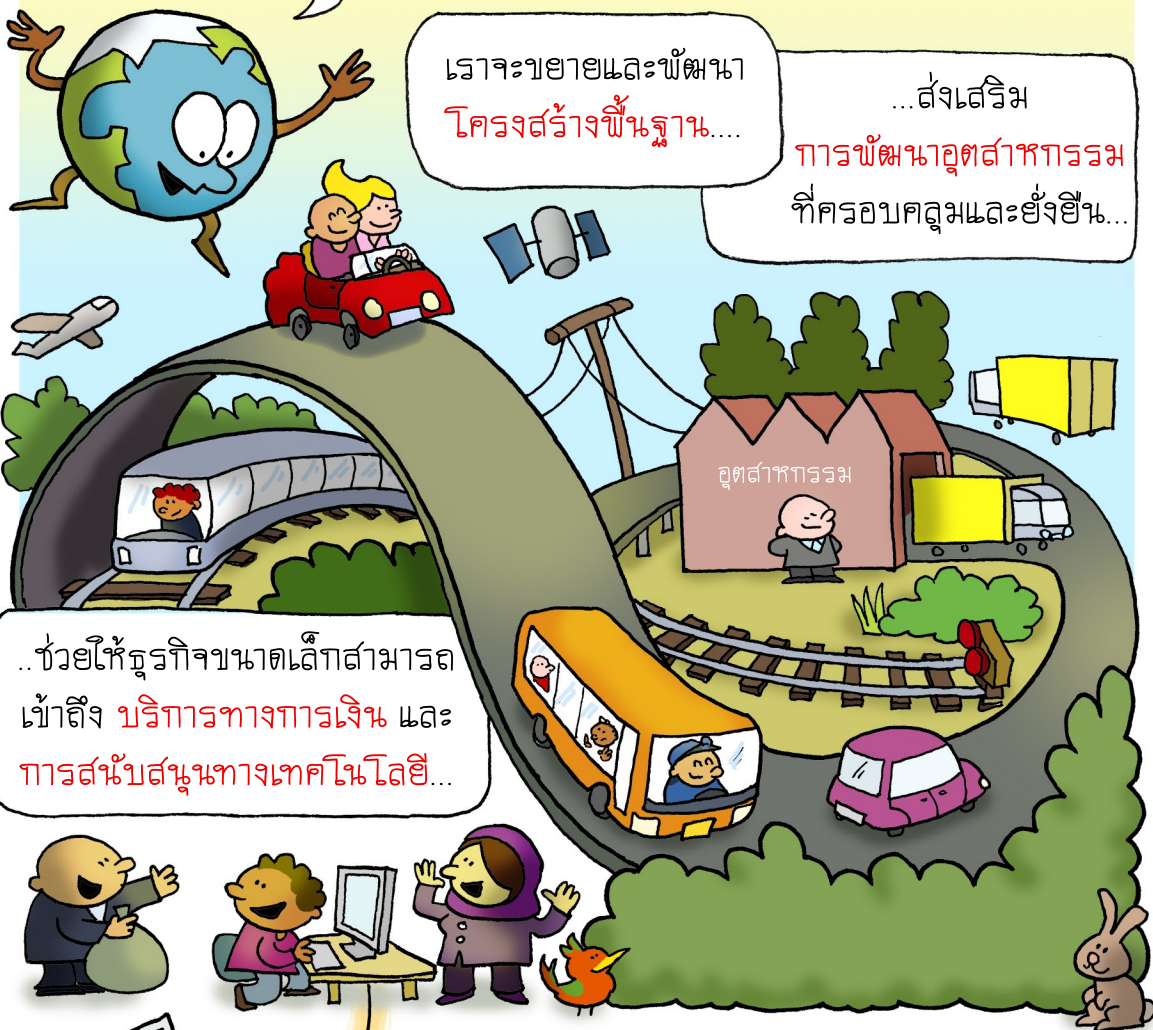 เราจะขยายและพัฒนา
โครงสร้างพื้นฐาน....
...ส่งเสริม
การพัฒนาอุตสาหกรรม
ที่ครอบคลุมและยั่งยืน...
อุตสาหกรรม
..ช่วยให้ธุรกิจขนาดเล็กสามารถ
เข้าถึง บริการทางการเงิน และ
การสนับสนุนทางเทคโนโลยี...